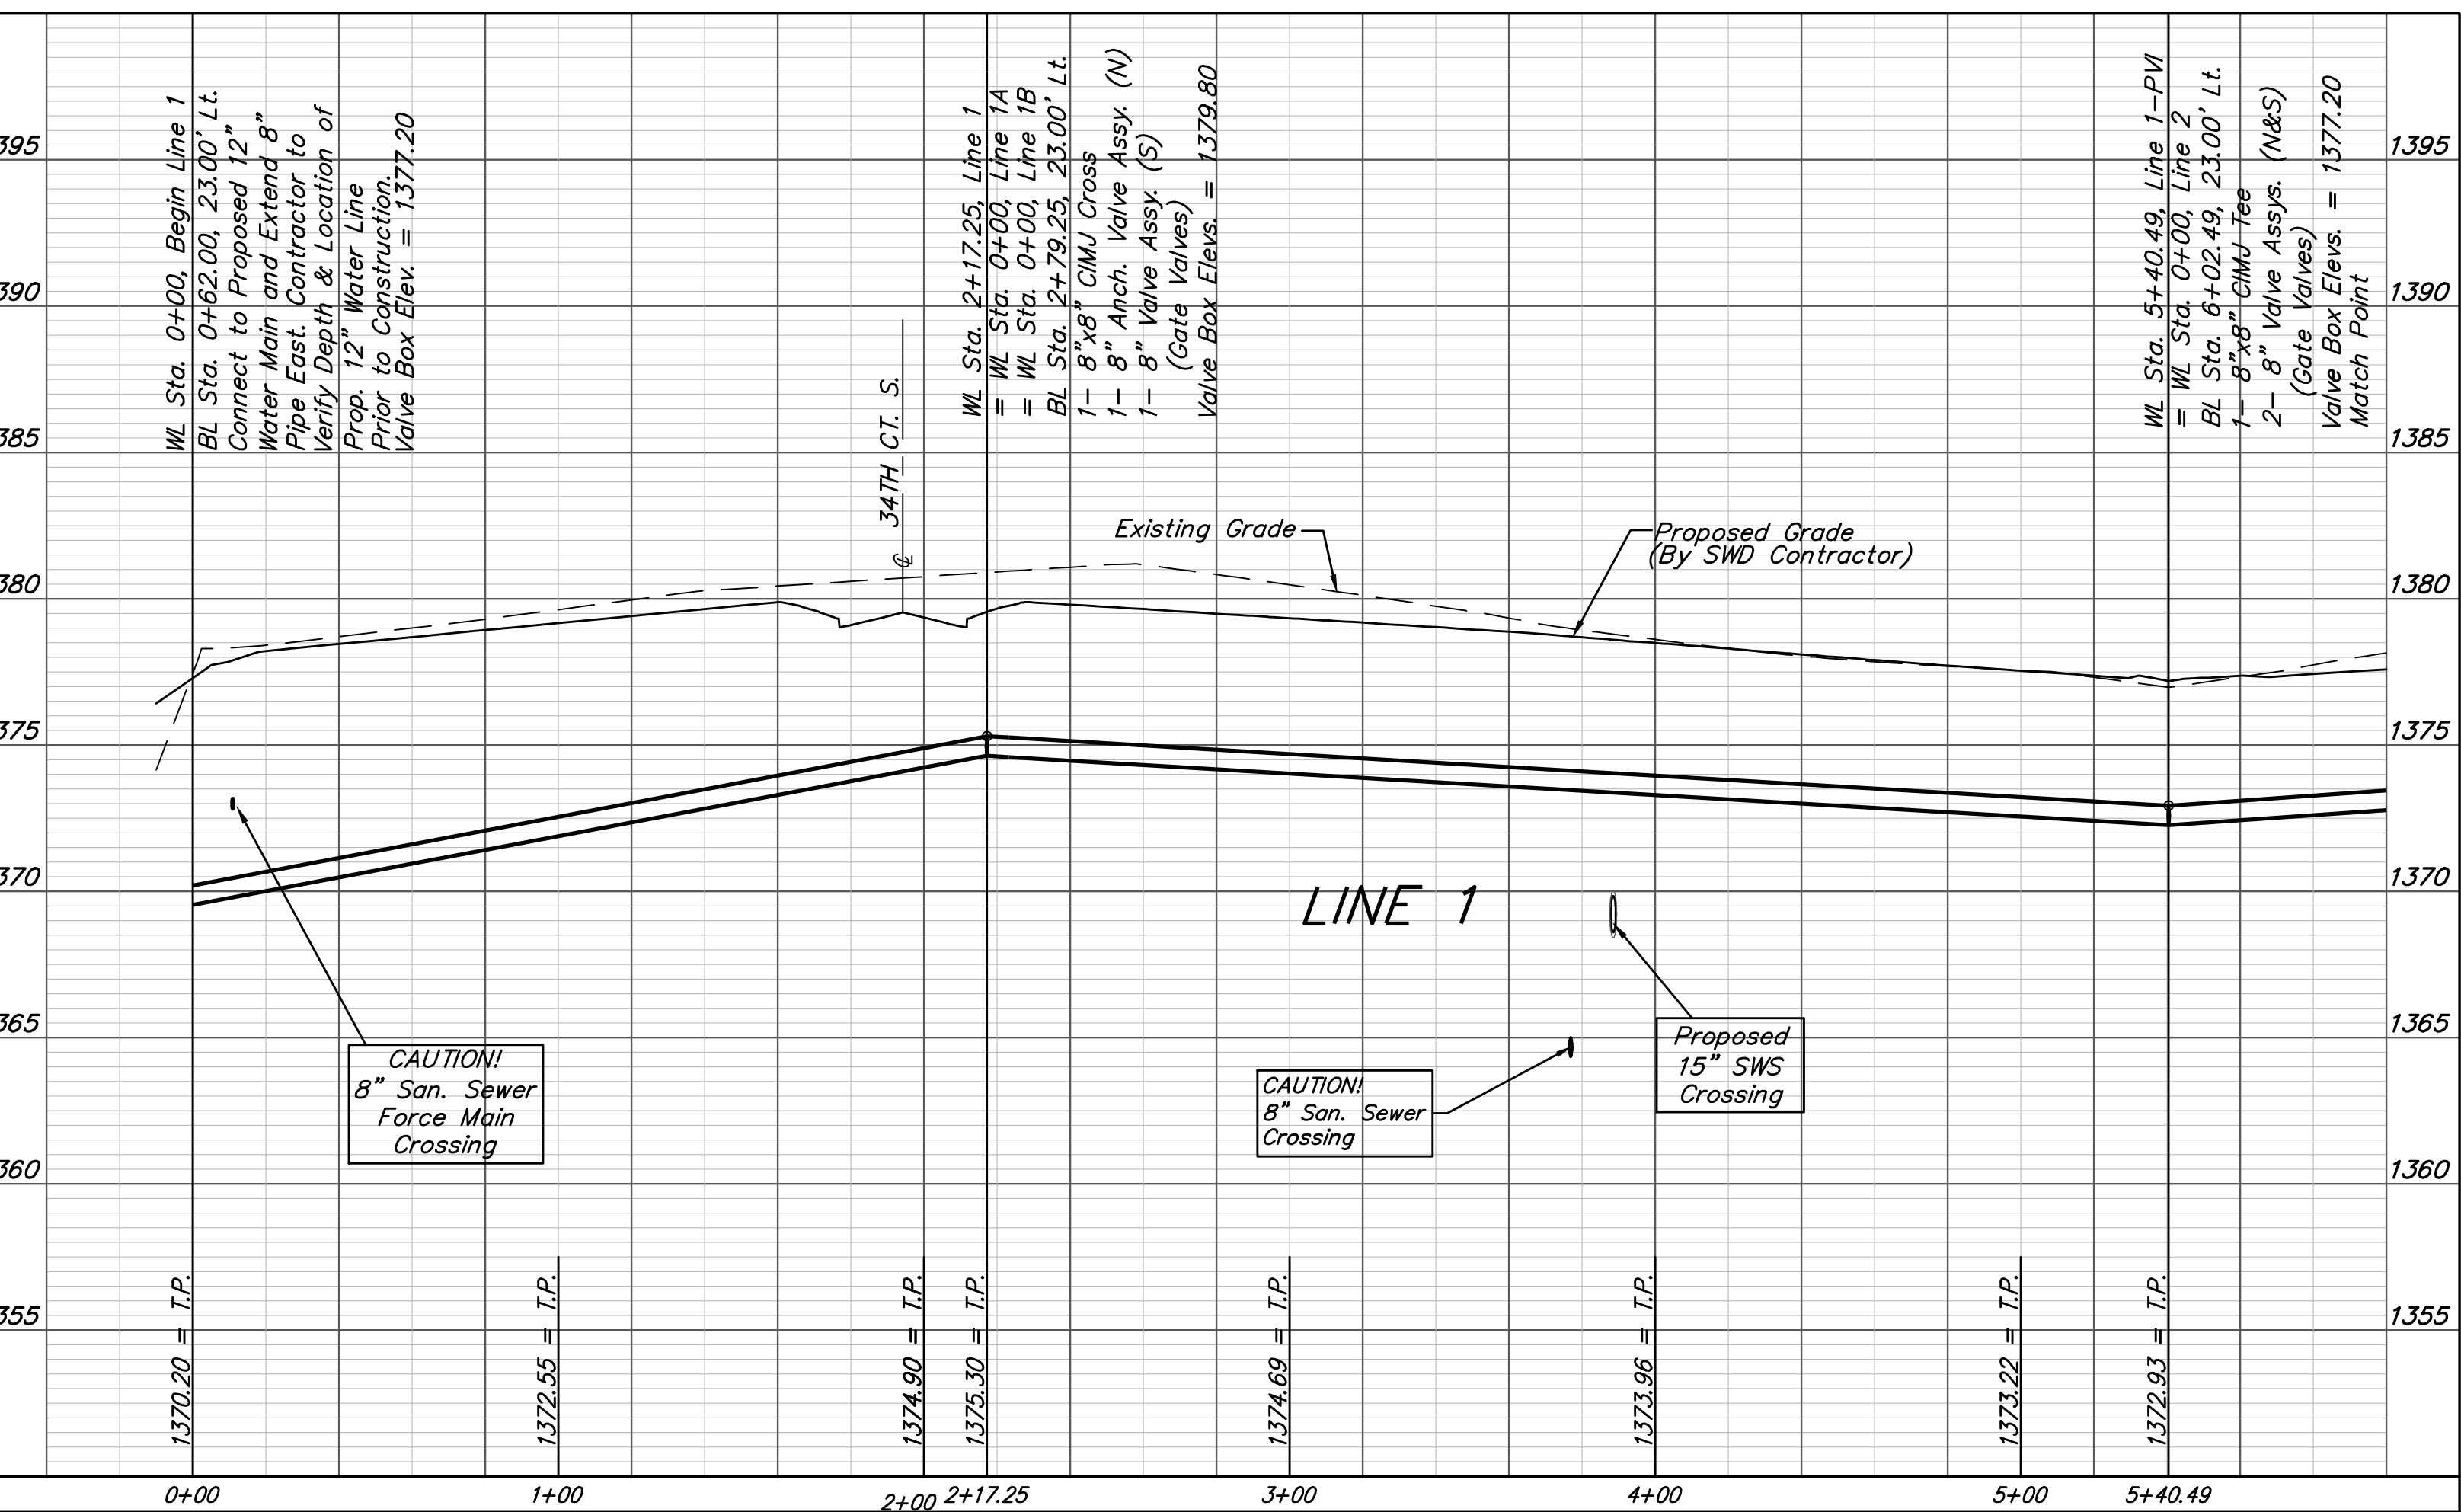 WL Sta. 0+00, Begin Line 1
BL Sta. 0+62.00, 23.00' Lt.
Connect to Proposed 12"
Water Main and Extend 8"
Pipe East. Contractor to
Verify Depth & Location of
Prop. 12" Water Line
Prior to Construction.
Valve Box Elev. = 1377.20
34TH CT. S.
℄
WL Sta. 2+17.25, Line 1
= WL Sta. 0+00, Line 1A
= WL Sta. 0+00, Line 1B
BL Sta. 2+79.25, 23.00' Lt.
1- 8"x8" CIMJ Cross
1- 8" Anch. Valve Assy. (N)
1- 8" Valve Assy. (S)
(Gate Valves)
Valve Box Elevs. = 1379.80
WL Sta. 5+40.49, Line 1-PVI
= WL Sta. 0+00, Line 2
BL Sta. 6+02.49, 23.00' Lt.
1- 8"x8" CIMJ Tee
2- 8" Valve Assys. (N&S)
(Gate Valves)
Valve Box Elevs. = 1377.20
Match Point
395
390
385
380
375
370
365
360
355
1395
1390
1385
1380
1375
1370
1365
1360
1355
Existing Grade
Proposed Grade
(By SWD Contractor)
LINE 1
CAUTION!
8" San. Sewer
Force Main
Crossing
CAUTION!
8" San. Sewer
Crossing
Proposed
15" SWS
Crossing
1370.20 = T.P.
1372.55 = T.P.
1374.90 = T.P.
1375.30 = T.P.
1374.69 = T.P.
1373.96 = T.P.
1373.22 = T.P.
1372.93 = T.P.
0+00
1+00
2+00
2+17.25
3+00
4+00
5+00
5+40.49